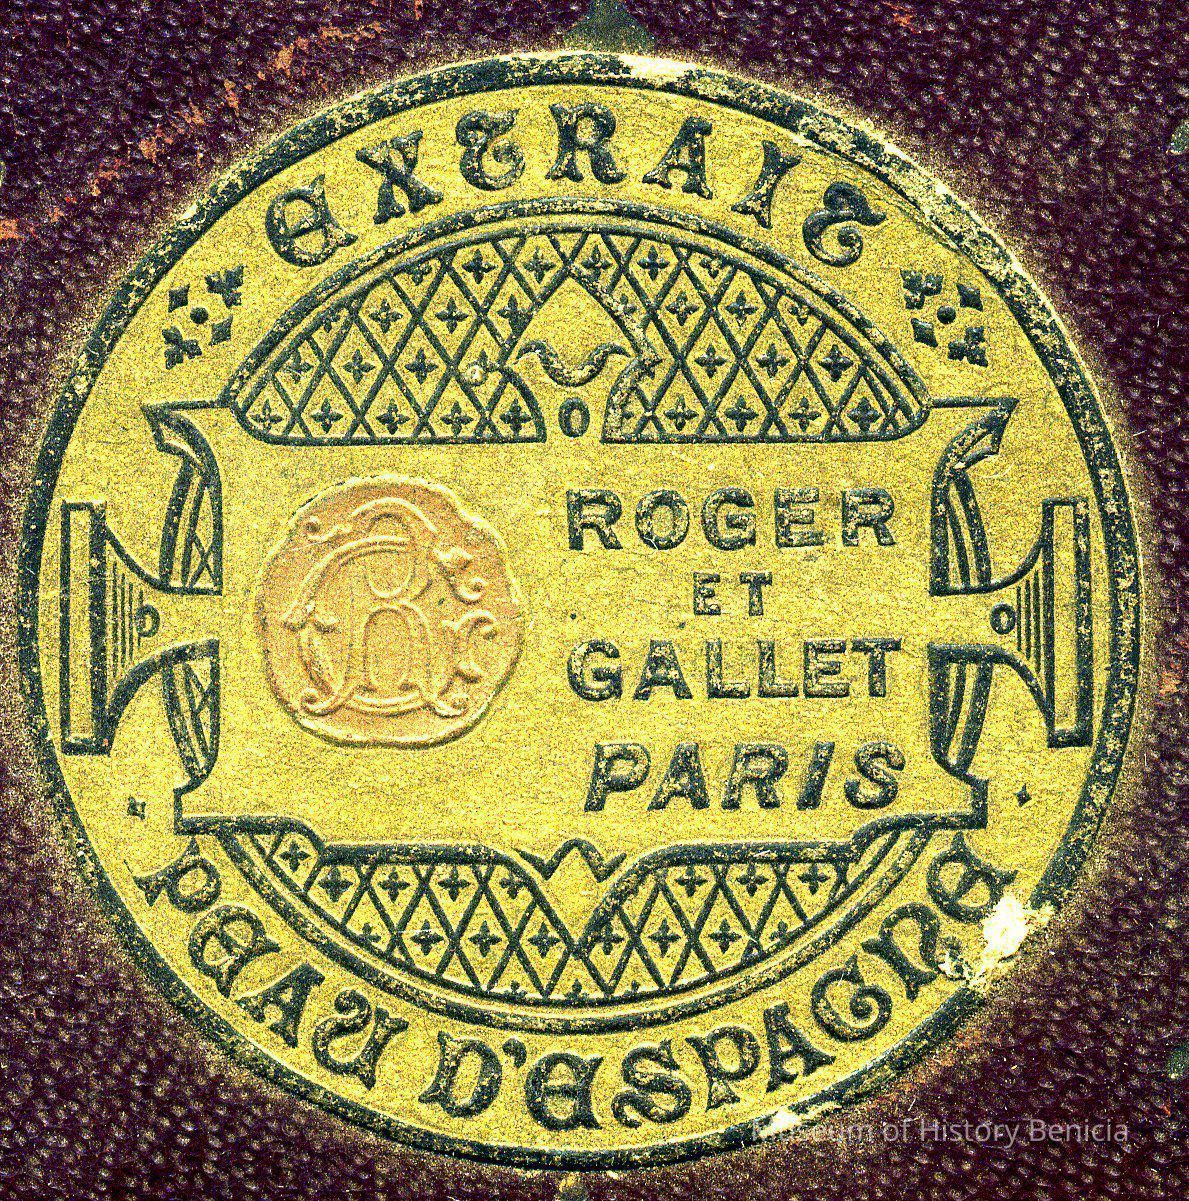 EXTRAIT
ROGER
ET
GALLET
PARIS
PEAU D'ESPAGNE
Museum of History Benicia